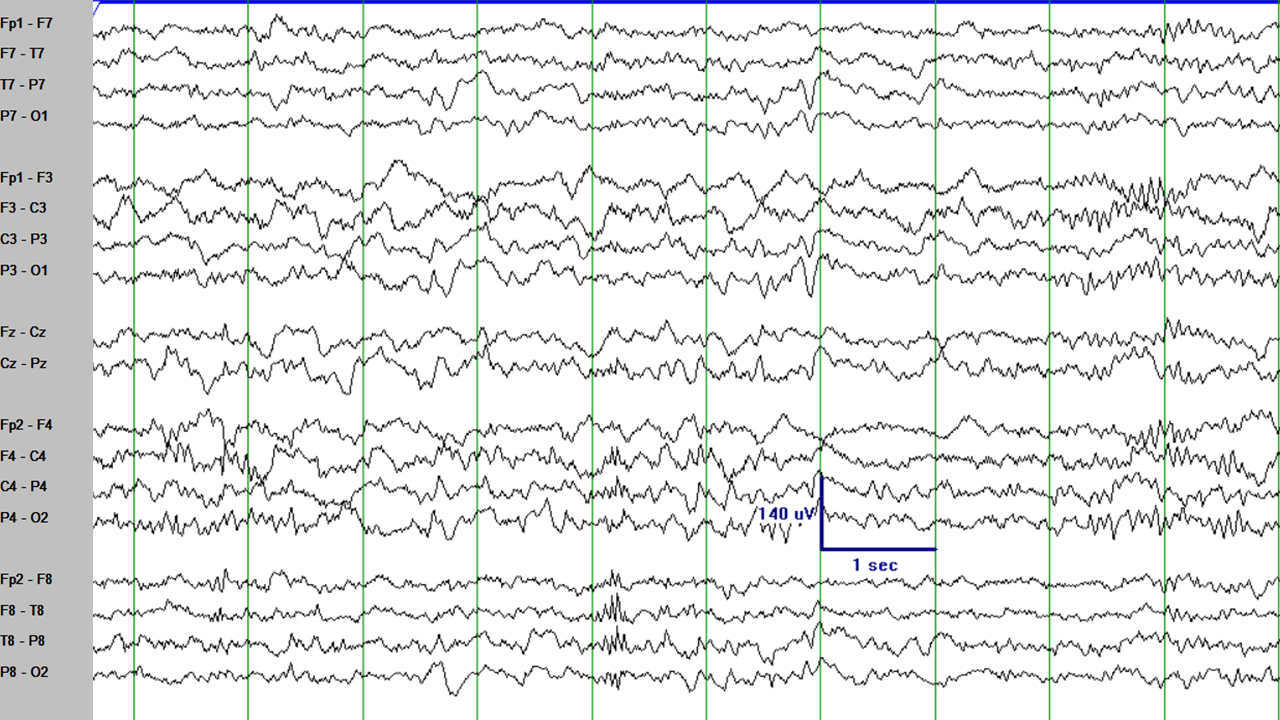 Fp1 - F7
F7 - T7
T7 - P7
P7 - O1
Fp1 - F3
F3 - C3
C3 - P3
P3 - O1
Fz - Cz
Cz - Pz
Fp2 - F4
F4 - C4
C4 - P4
P4 - O2
140 uV
1 sec
Fp2 - F8
F8 - T8
T8 - P8
P8 - O2